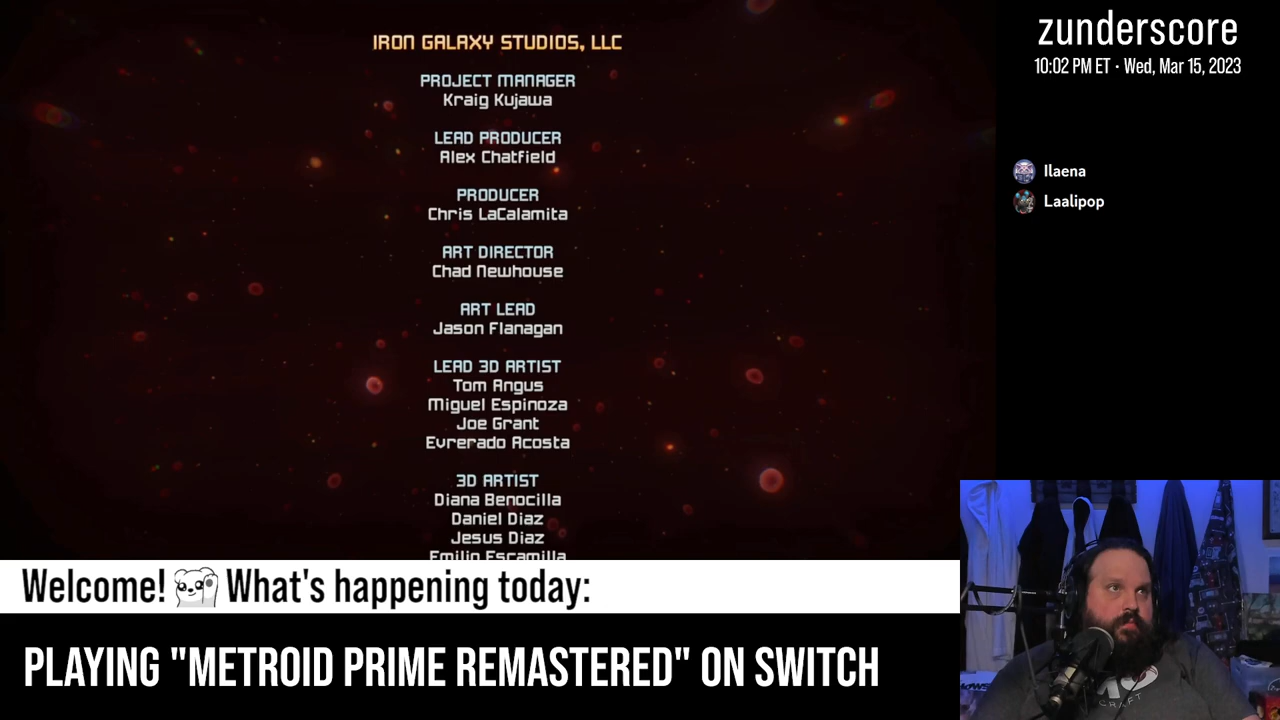 IRON GALAXY STUDIOS, LLC
PROJECT MANAGER
Kraig Kujawa
LEAD PRODUCER
Alex Chatfield
PRODUCER
Chris LaCalamita
ART DIRECTOR
Chad Newhouse
ART LEAD
Jason Flanagan
LEAD 3D ARTIST
Tom Angus
Miguel Espinoza
Joe Grant
Evrerado Acosta
3D ARTIST
Diana Benocilla
Daniel Diaz
Jesus Diaz
Emilio Escamilla
zunderscore
10:02 PM ET · Wed, Mar 15, 2023
Ilaena
Laalipop
Welcome! What's happening today:
PLAYING "METROID PRIME REMASTERED" ON SWITCH
CRAFT